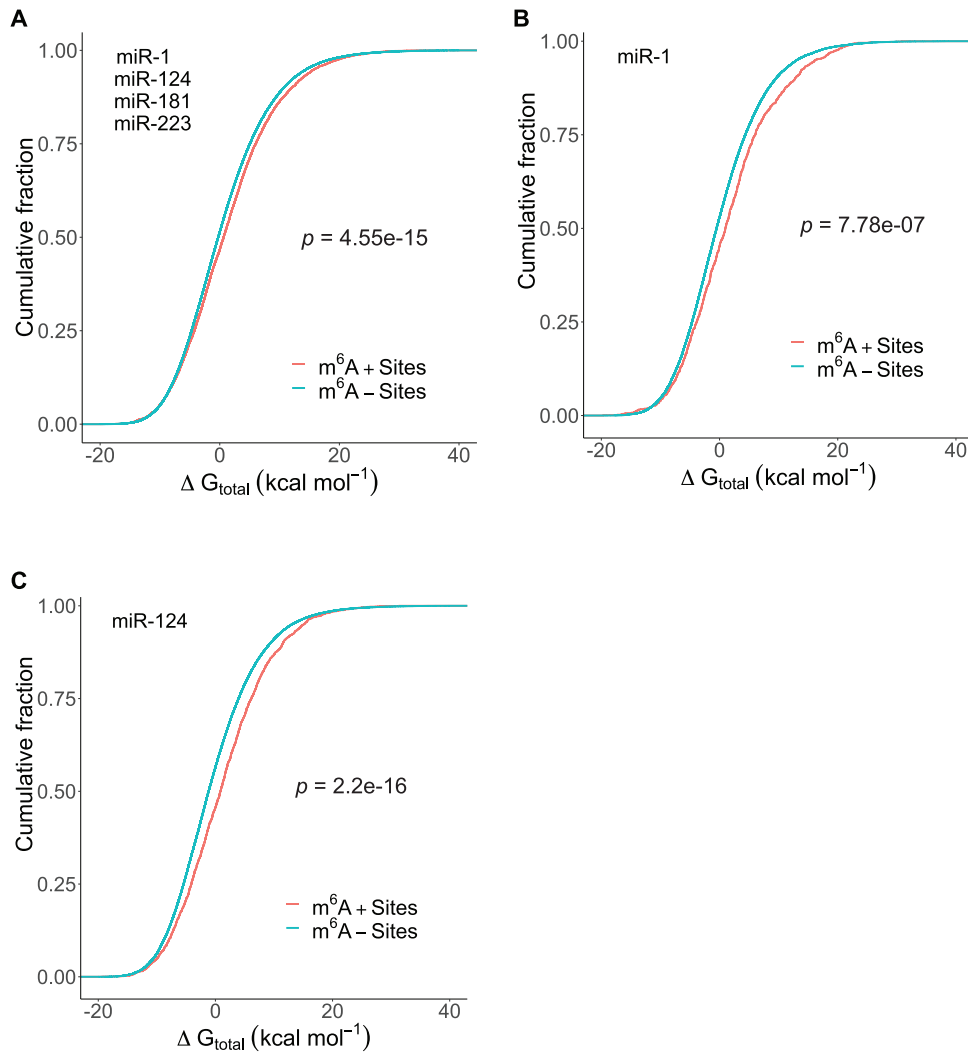 A
miR-1
miR-124
miR-181
miR-223
1.00
0.75
0.50
0.25
0.00
Cumulative fraction
p = 4.55e-15
m⁶A + Sites
m⁶A − Sites
-20 0 20 40
Δ G_total (kcal mol⁻¹)
B
miR-1
1.00
0.75
0.50
0.25
0.00
Cumulative fraction
p = 7.78e-07
m⁶A + Sites
m⁶A − Sites
-20 0 20 40
Δ G_total (kcal mol⁻¹)
C
miR-124
1.00
0.75
0.50
0.25
0.00
Cumulative fraction
p = 2.2e-16
m⁶A + Sites
m⁶A − Sites
-20 0 20 40
Δ G_total (kcal mol⁻¹)